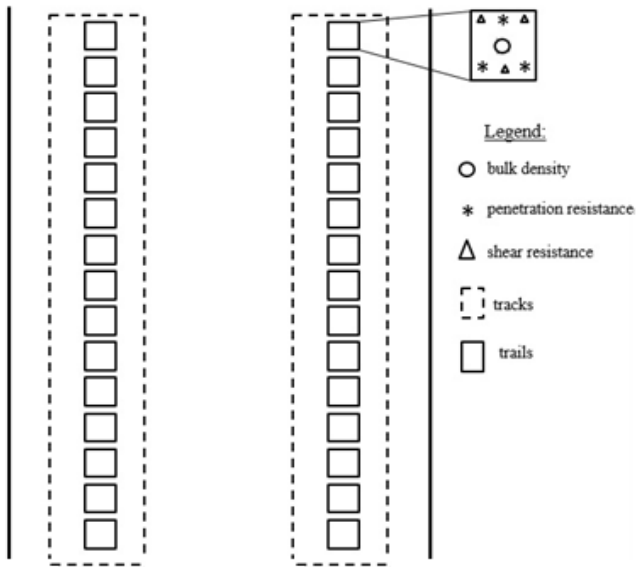 Legend:
bulk density
penetration resistance
shear resistance
tracks
trails